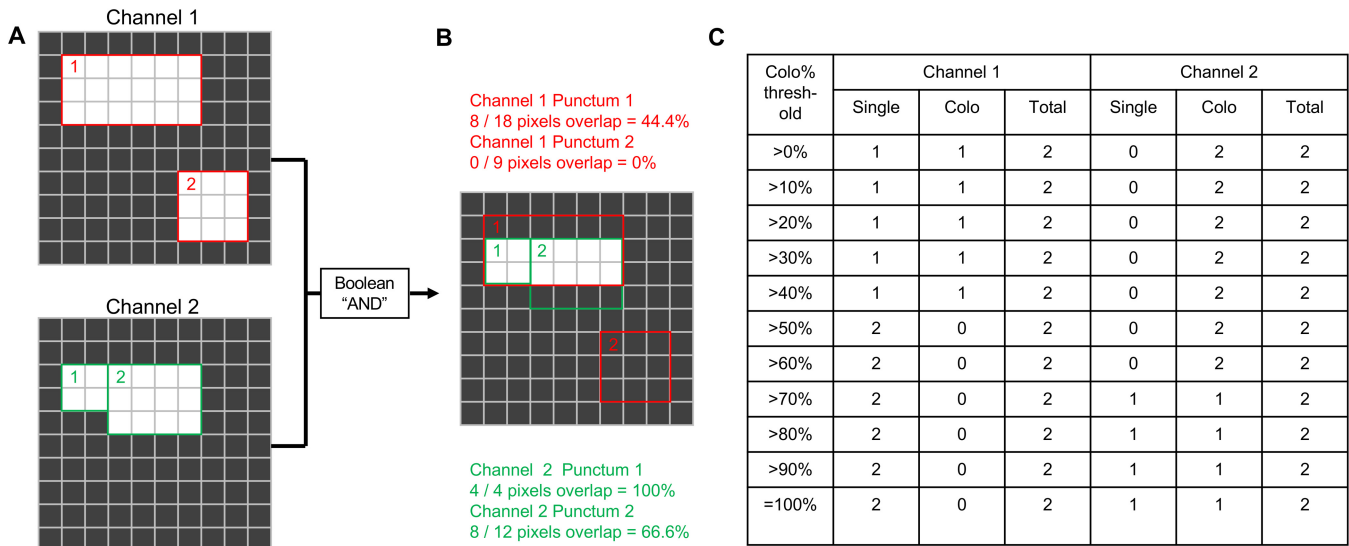 A
Channel 1
1
2
Channel 2
1 2
Boolean
“AND”
B
Channel 1 Punctum 1
8 / 18 pixels overlap = 44.4%
Channel 1 Punctum 2
0 / 9 pixels overlap = 0%
1
1 2
2
Channel 2 Punctum 1
4 / 4 pixels overlap = 100%
Channel 2 Punctum 2
8 / 12 pixels overlap = 66.6%
C
Colo%
thresh-
old
Channel 1 Channel 2
Single Colo Total Single Colo Total
>0% 1 1 2 0 2 2
>10% 1 1 2 0 2 2
>20% 1 1 2 0 2 2
>30% 1 1 2 0 2 2
>40% 1 1 2 0 2 2
>50% 2 0 2 0 2 2
>60% 2 0 2 0 2 2
>70% 2 0 2 1 1 2
>80% 2 0 2 1 1 2
>90% 2 0 2 1 1 2
=100% 2 0 2 1 1 2